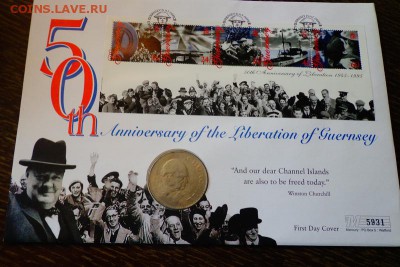 COINS.LAVE.RU
50th
50th Anniversary of Liberation 1945-1995
Anniversary of the Liberation of Guernsey
"And our dear Channel Islands
are also to be freed today."
Winston Churchill
First Day Cover
5931